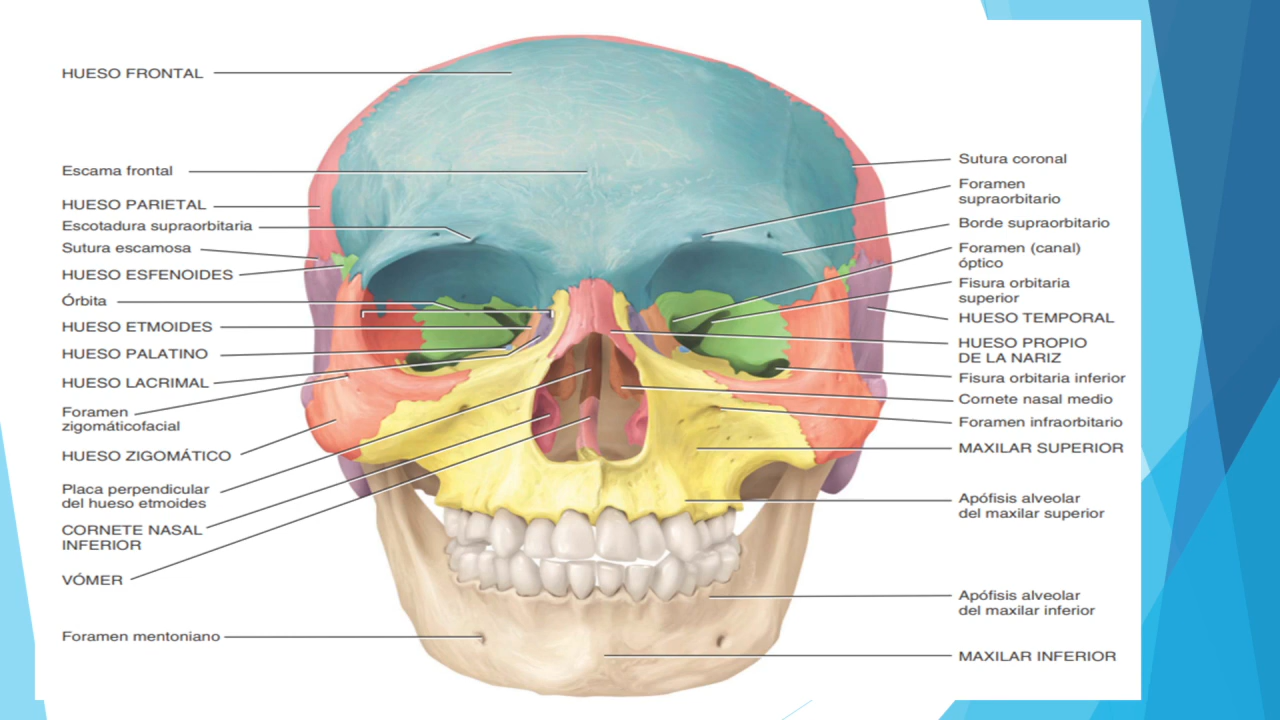 HUESO FRONTAL
Escama frontal
HUESO PARIETAL
Escotadura supraorbitaria
Sutura escamosa
HUESO ESFENOIDES
Órbita
HUESO ETMOIDES
HUESO PALATINO
HUESO LACRIMAL
Foramen
zigomáticofacial
HUESO ZIGOMÁTICO
Placa perpendicular
del hueso etmoides
CORNETE NASAL
INFERIOR
VÓMER
Foramen mentoniano
Sutura coronal
Foramen
supraorbitario
Borde supraorbitario
Foramen (canal)
óptico
Fisura orbitaria
superior
HUESO TEMPORAL
HUESO PROPIO
DE LA NARIZ
Fisura orbitaria inferior
Cornete nasal medio
Foramen infraorbitario
MAXILAR SUPERIOR
Apófisis alveolar
del maxilar superior
Apófisis alveolar
del maxilar inferior
MAXILAR INFERIOR